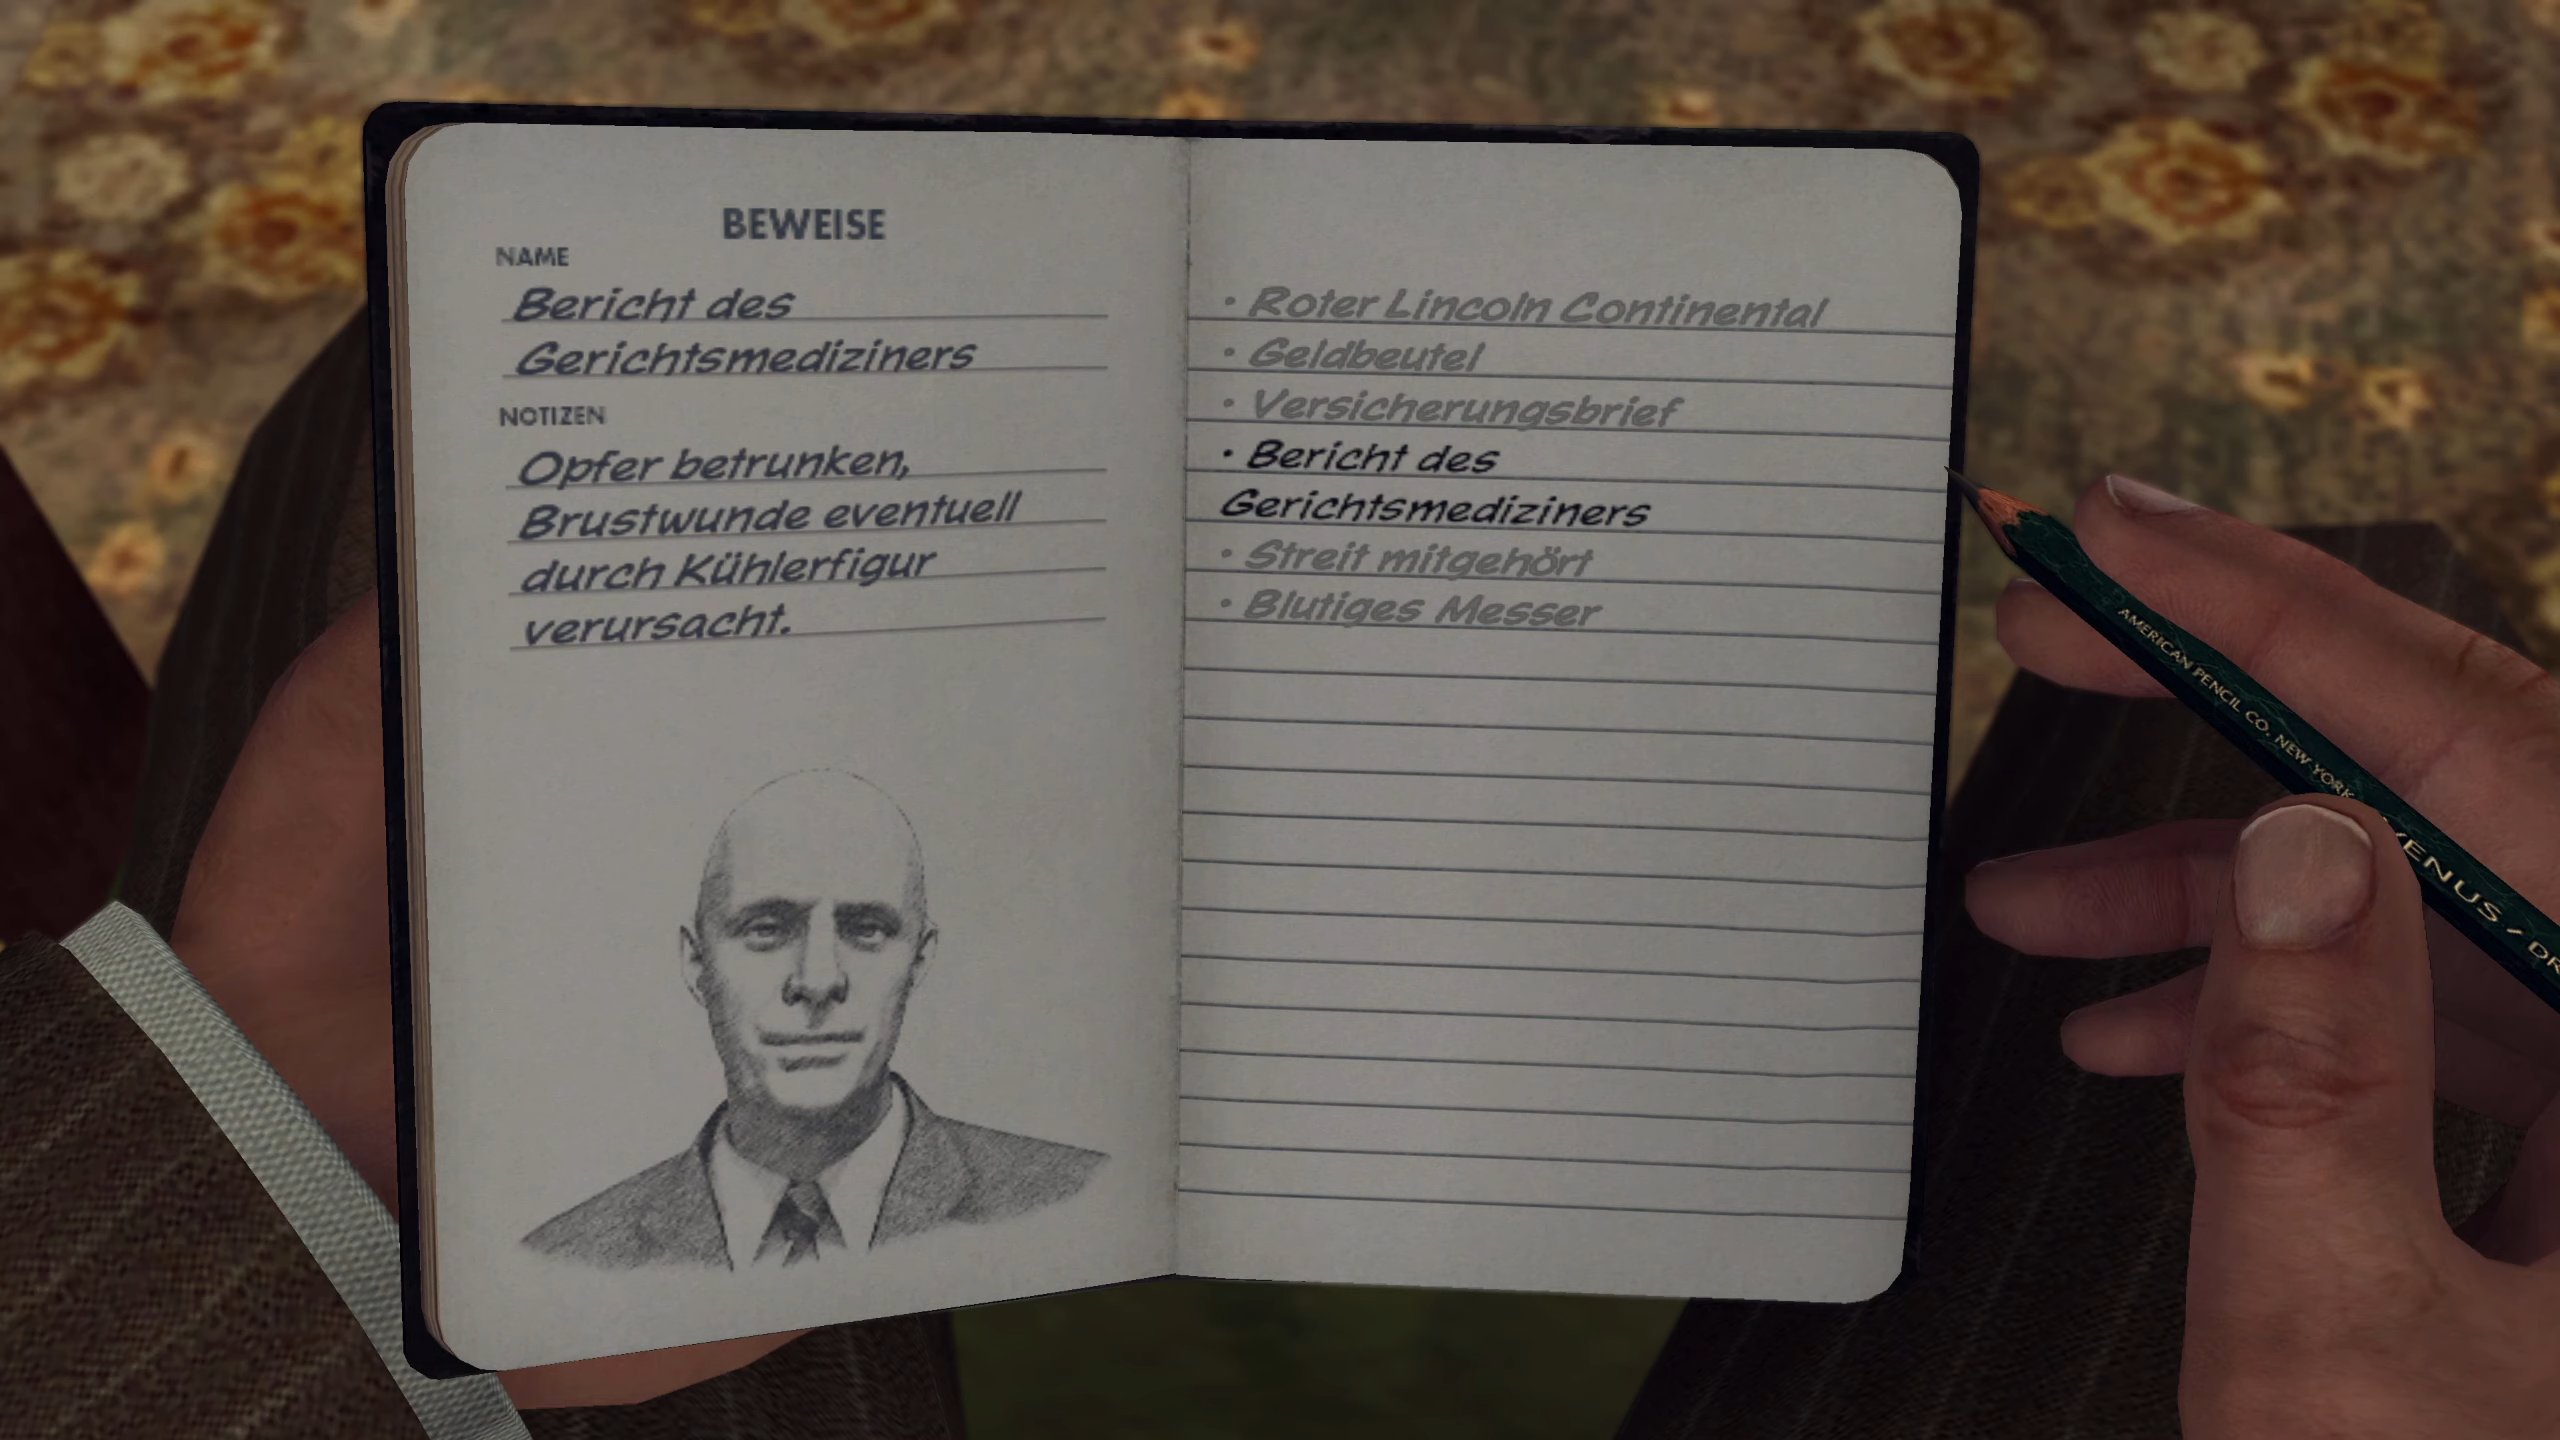 BEWEISE
NAME
Bericht des
Gerichtsmediziners
NOTIZEN
Opfer betrunken,
Brustwunde eventuell
durch Kühlerfigur
verursacht.
• Roter Lincoln Continental
• Geldbeutel
• Versicherungsbrief
• Bericht des
Gerichtsmediziners
• Streit mitgehört
• Blutiges Messer
AMERICAN PENCIL CO. NEW YORK VENUS / DR